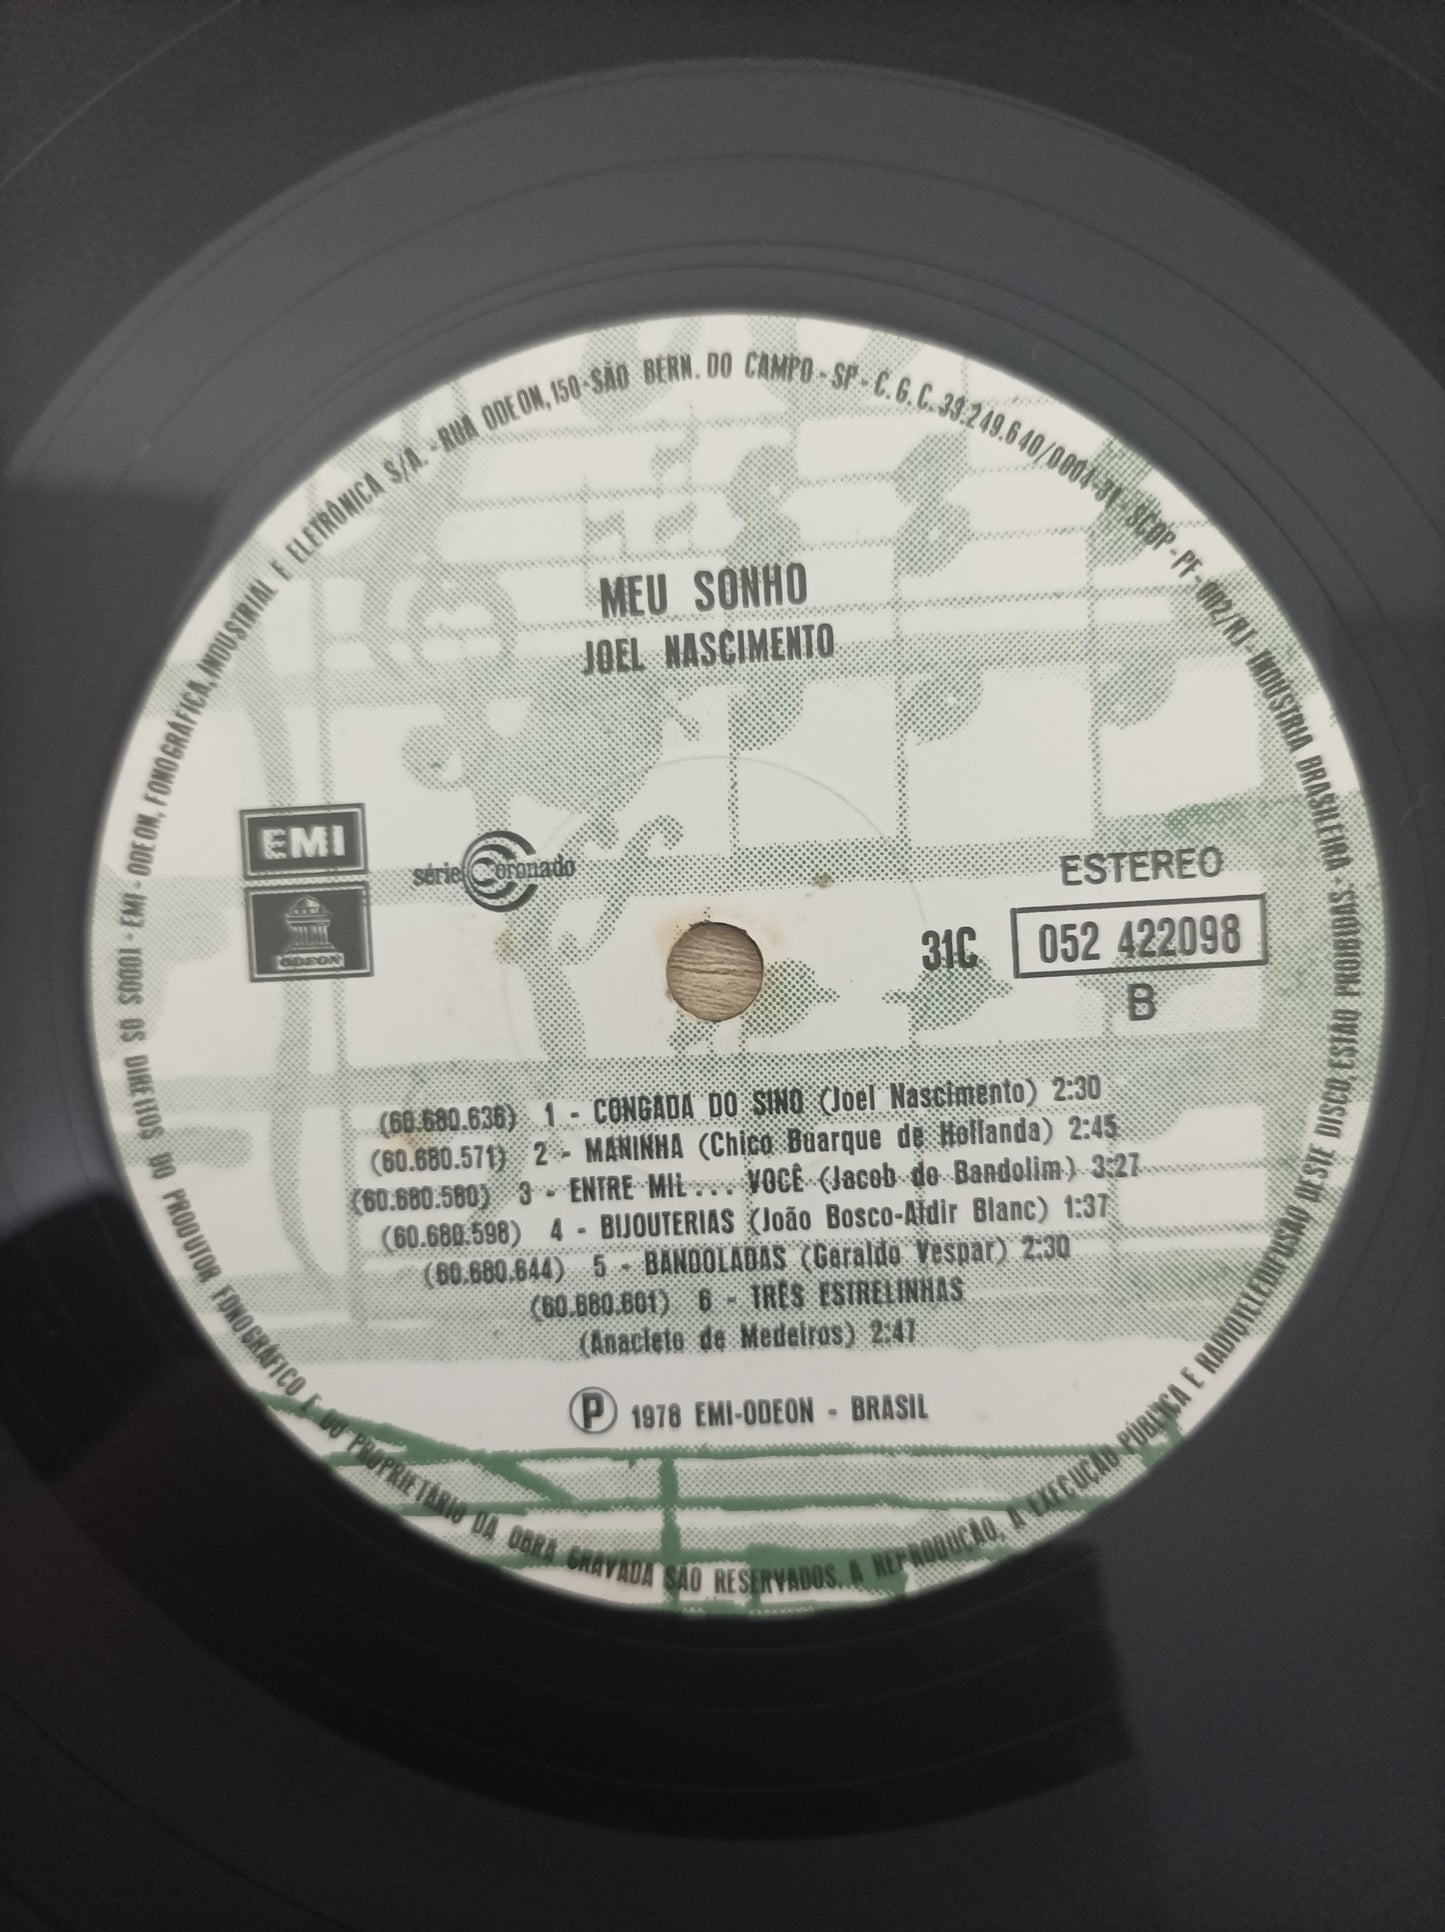 TODOS OS DIREITOS DO PRODUTOR FONOGRÁFICO E DO PROPRIETÁRIO DA OBRA GRAVADA SÃO RESERVADOS. A REPRODUÇÃO, A EXECUÇÃO PÚBLICA E RADIOTELEDIFUSÃO DESTE DISCO, ESTÃO PROIBIDAS. - EMI - ODEON, FONOGRÁFICA, INDUSTRIAL E ELETRÔNICA S/A. - RUA ODEON, 150 - SÃO BERN. DO CAMPO - SP - C.G.C. 33.249.640/0004-31 - SCDP - PF - 002/RJ - INDÚSTRIA BRASILEIRA -
MEU SONHO
JOEL NASCIMENTO
EMI
ODEON
série Coronado
ESTEREO
31C 052 422098
B
(60.680.636) 1 - CONGADA DO SINO (Joel Nascimento) 2:30
(60.680.571) 2 - MANINHA (Chico Buarque de Hollanda) 2:45
(60.680.580) 3 - ENTRE MIL... VOCÊ (Jacob do Bandolim) 3:27
(60.680.598) 4 - BIJOUTERIAS (João Bosco-Aldir Blanc) 1:37
(60.680.644) 5 - BANDOLADAS (Geraldo Vespar) 2:30
(60.680.601) 6 - TRÊS ESTRELINHAS
(Anacleto de Medeiros) 2:47
Ⓟ 1978 EMI-ODEON - BRASIL